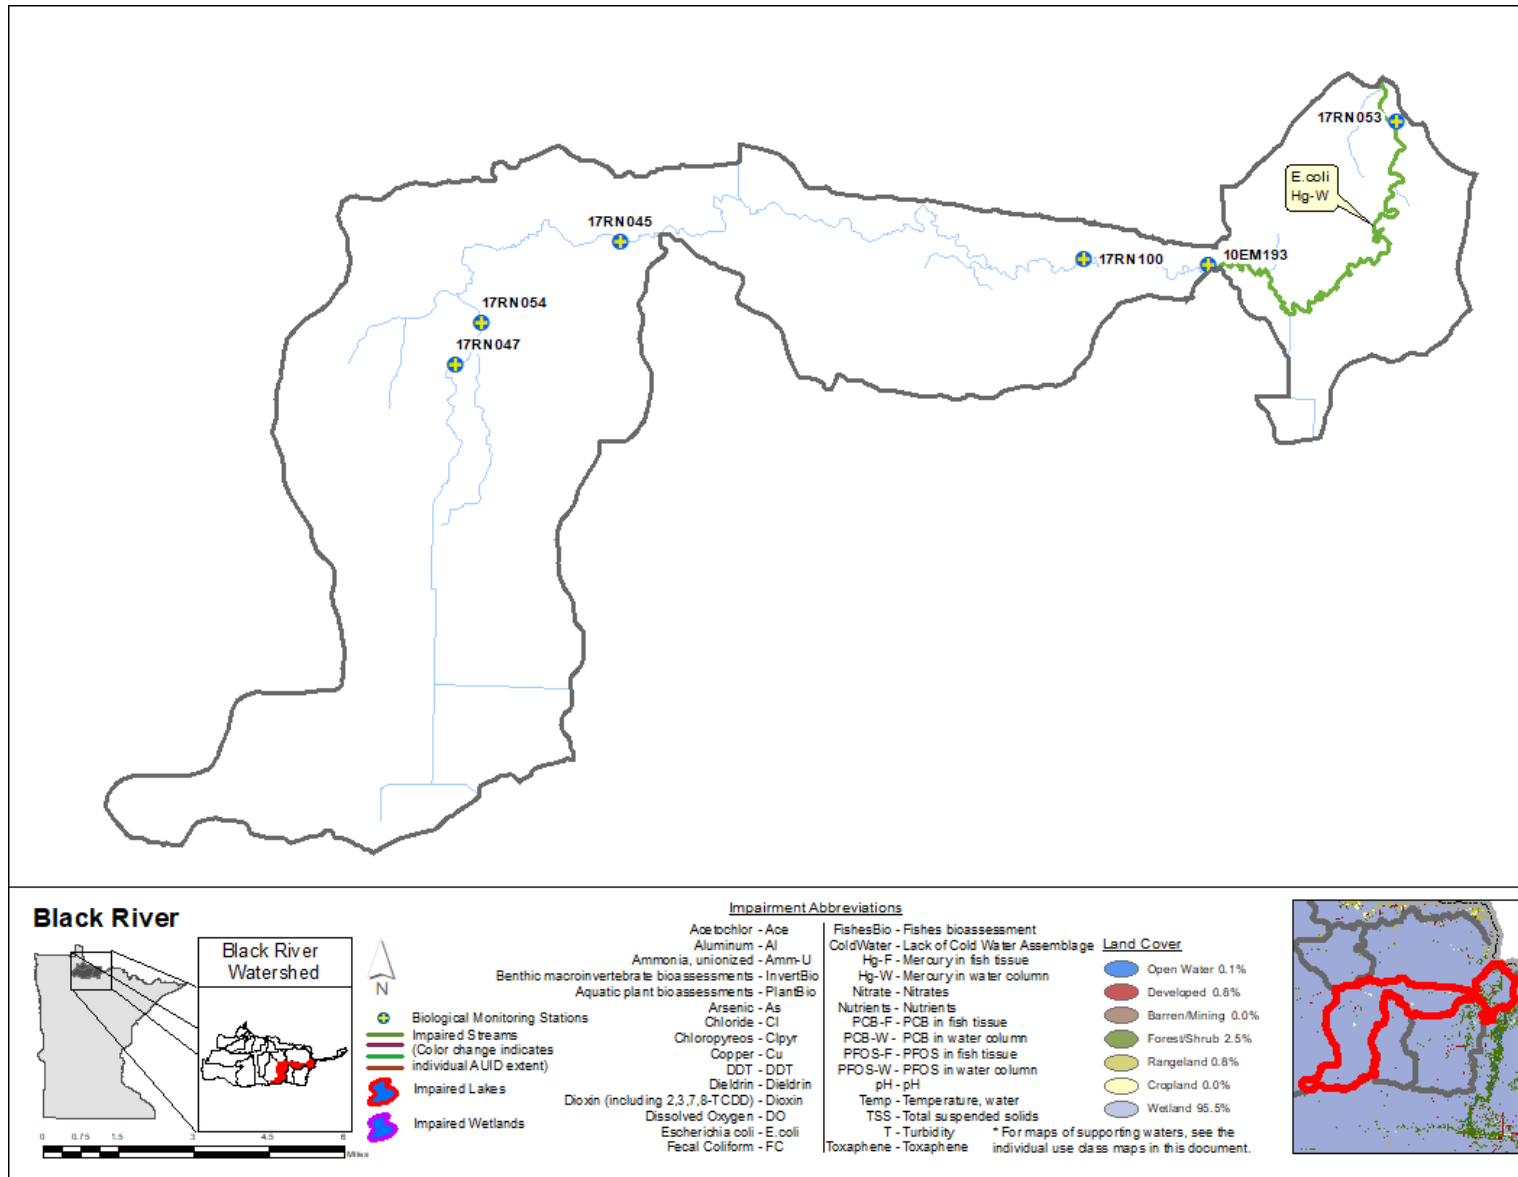 17RN053
E.coli
Hg-W
17RN045
17RN100
10EM193
17RN054
17RN047
Black River
Black River
Watershed
N
0 0.75 1.5 3 4.5 6
Miles
Biological Monitoring Stations
Impaired Streams
(Color change indicates
individual AUID extent)
Impaired Lakes
Impaired Wetlands
Impairment Abbreviations
Acetochlor - Ace
Aluminum - Al
Ammonia, unionized - Amm-U
Benthic macroinvertebrate bioassessments - InvertBio
Aquatic plant bioassessments - PlantBio
Arsenic - As
Chloride - Cl
Chloropyreos - Clpyr
Copper - Cu
DDT - DDT
Dieldrin - Dieldrin
Dioxin (including 2,3,7,8-TCDD) - Dioxin
Dissolved Oxygen - DO
Escherichia coli - E.coli
Fecal Coliform - FC
FishesBio - Fishes bioassessment
ColdWater - Lack of Cold Water Assemblage
Hg-F - Mercury in fish tissue
Hg-W - Mercury in water column
Nitrate - Nitrates
Nutrients - Nutrients
PCB-F - PCB in fish tissue
PCB-W - PCB in water column
PFOS-F - PFOS in fish tissue
PFOS-W - PFOS in water column
pH - pH
Temp - Temperature, water
TSS - Total suspended solids
T - Turbidity
Toxaphene - Toxaphene
* For maps of supporting waters, see the
individual use class maps in this document.
Land Cover
Open Water 0.1%
Developed 0.8%
Barren/Mining 0.0%
Forest/Shrub 2.5%
Rangeland 0.8%
Cropland 0.0%
Wetland 95.5%